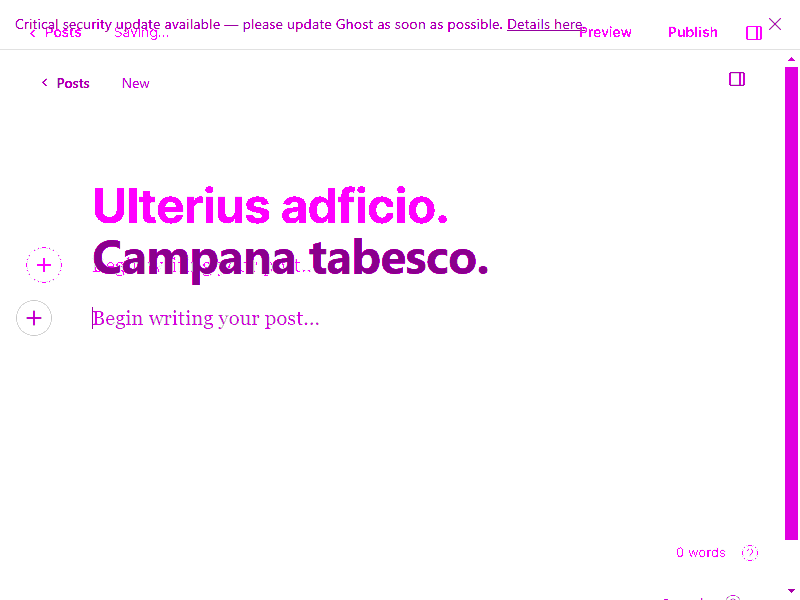 Critical security update available — please update Ghost as soon as possible. Details here.
Posts Saving... Preview Publish
Posts New
Ulterius adficio.
Campana tabesco.
Begin writing your post...
Begin writing your post...
0 words